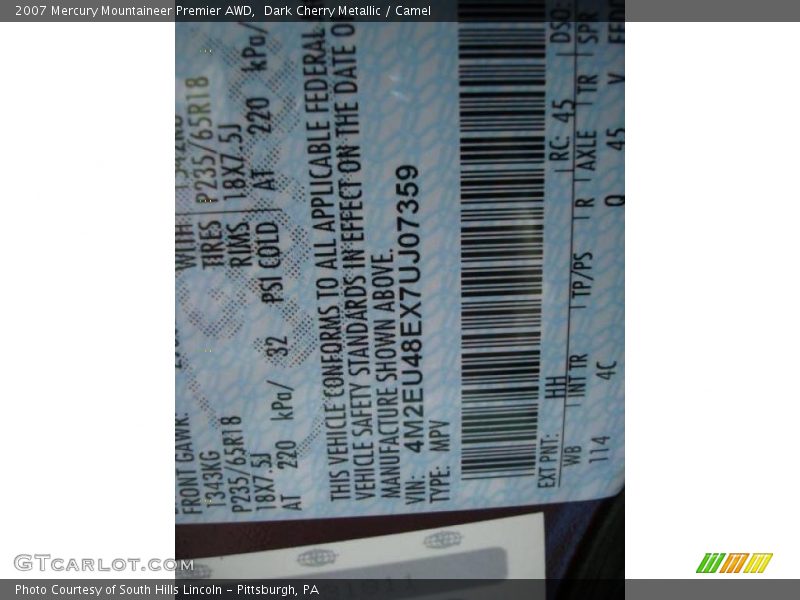 2007 Mercury Mountaineer Premier AWD,  Dark Cherry Metallic / Camel
FRONT GAWR:
1343KG WITH
P235/65R18 TIRES P235/65R18
18X7.5J RIMS 18X7.5J
AT 220 kPa/ 32 PSI COLD AT 220 kPa/
THIS VEHICLE CONFORMS TO ALL APPLICABLE FEDERAL
VEHICLE SAFETY STANDARDS IN EFFECT ON THE DATE O
MANUFACTURE SHOWN ABOVE.
VIN: 4M2EU48EX7UJ07359
TYPE: MPV
EXT PNT: HH RC: 45 DSO:
WB INT TR TP/PS R AXLE TR SPR
114 4C Q 45 V
GTcarlot.com
Photo Courtesy of South Hills Lincoln – Pittsburgh, PA